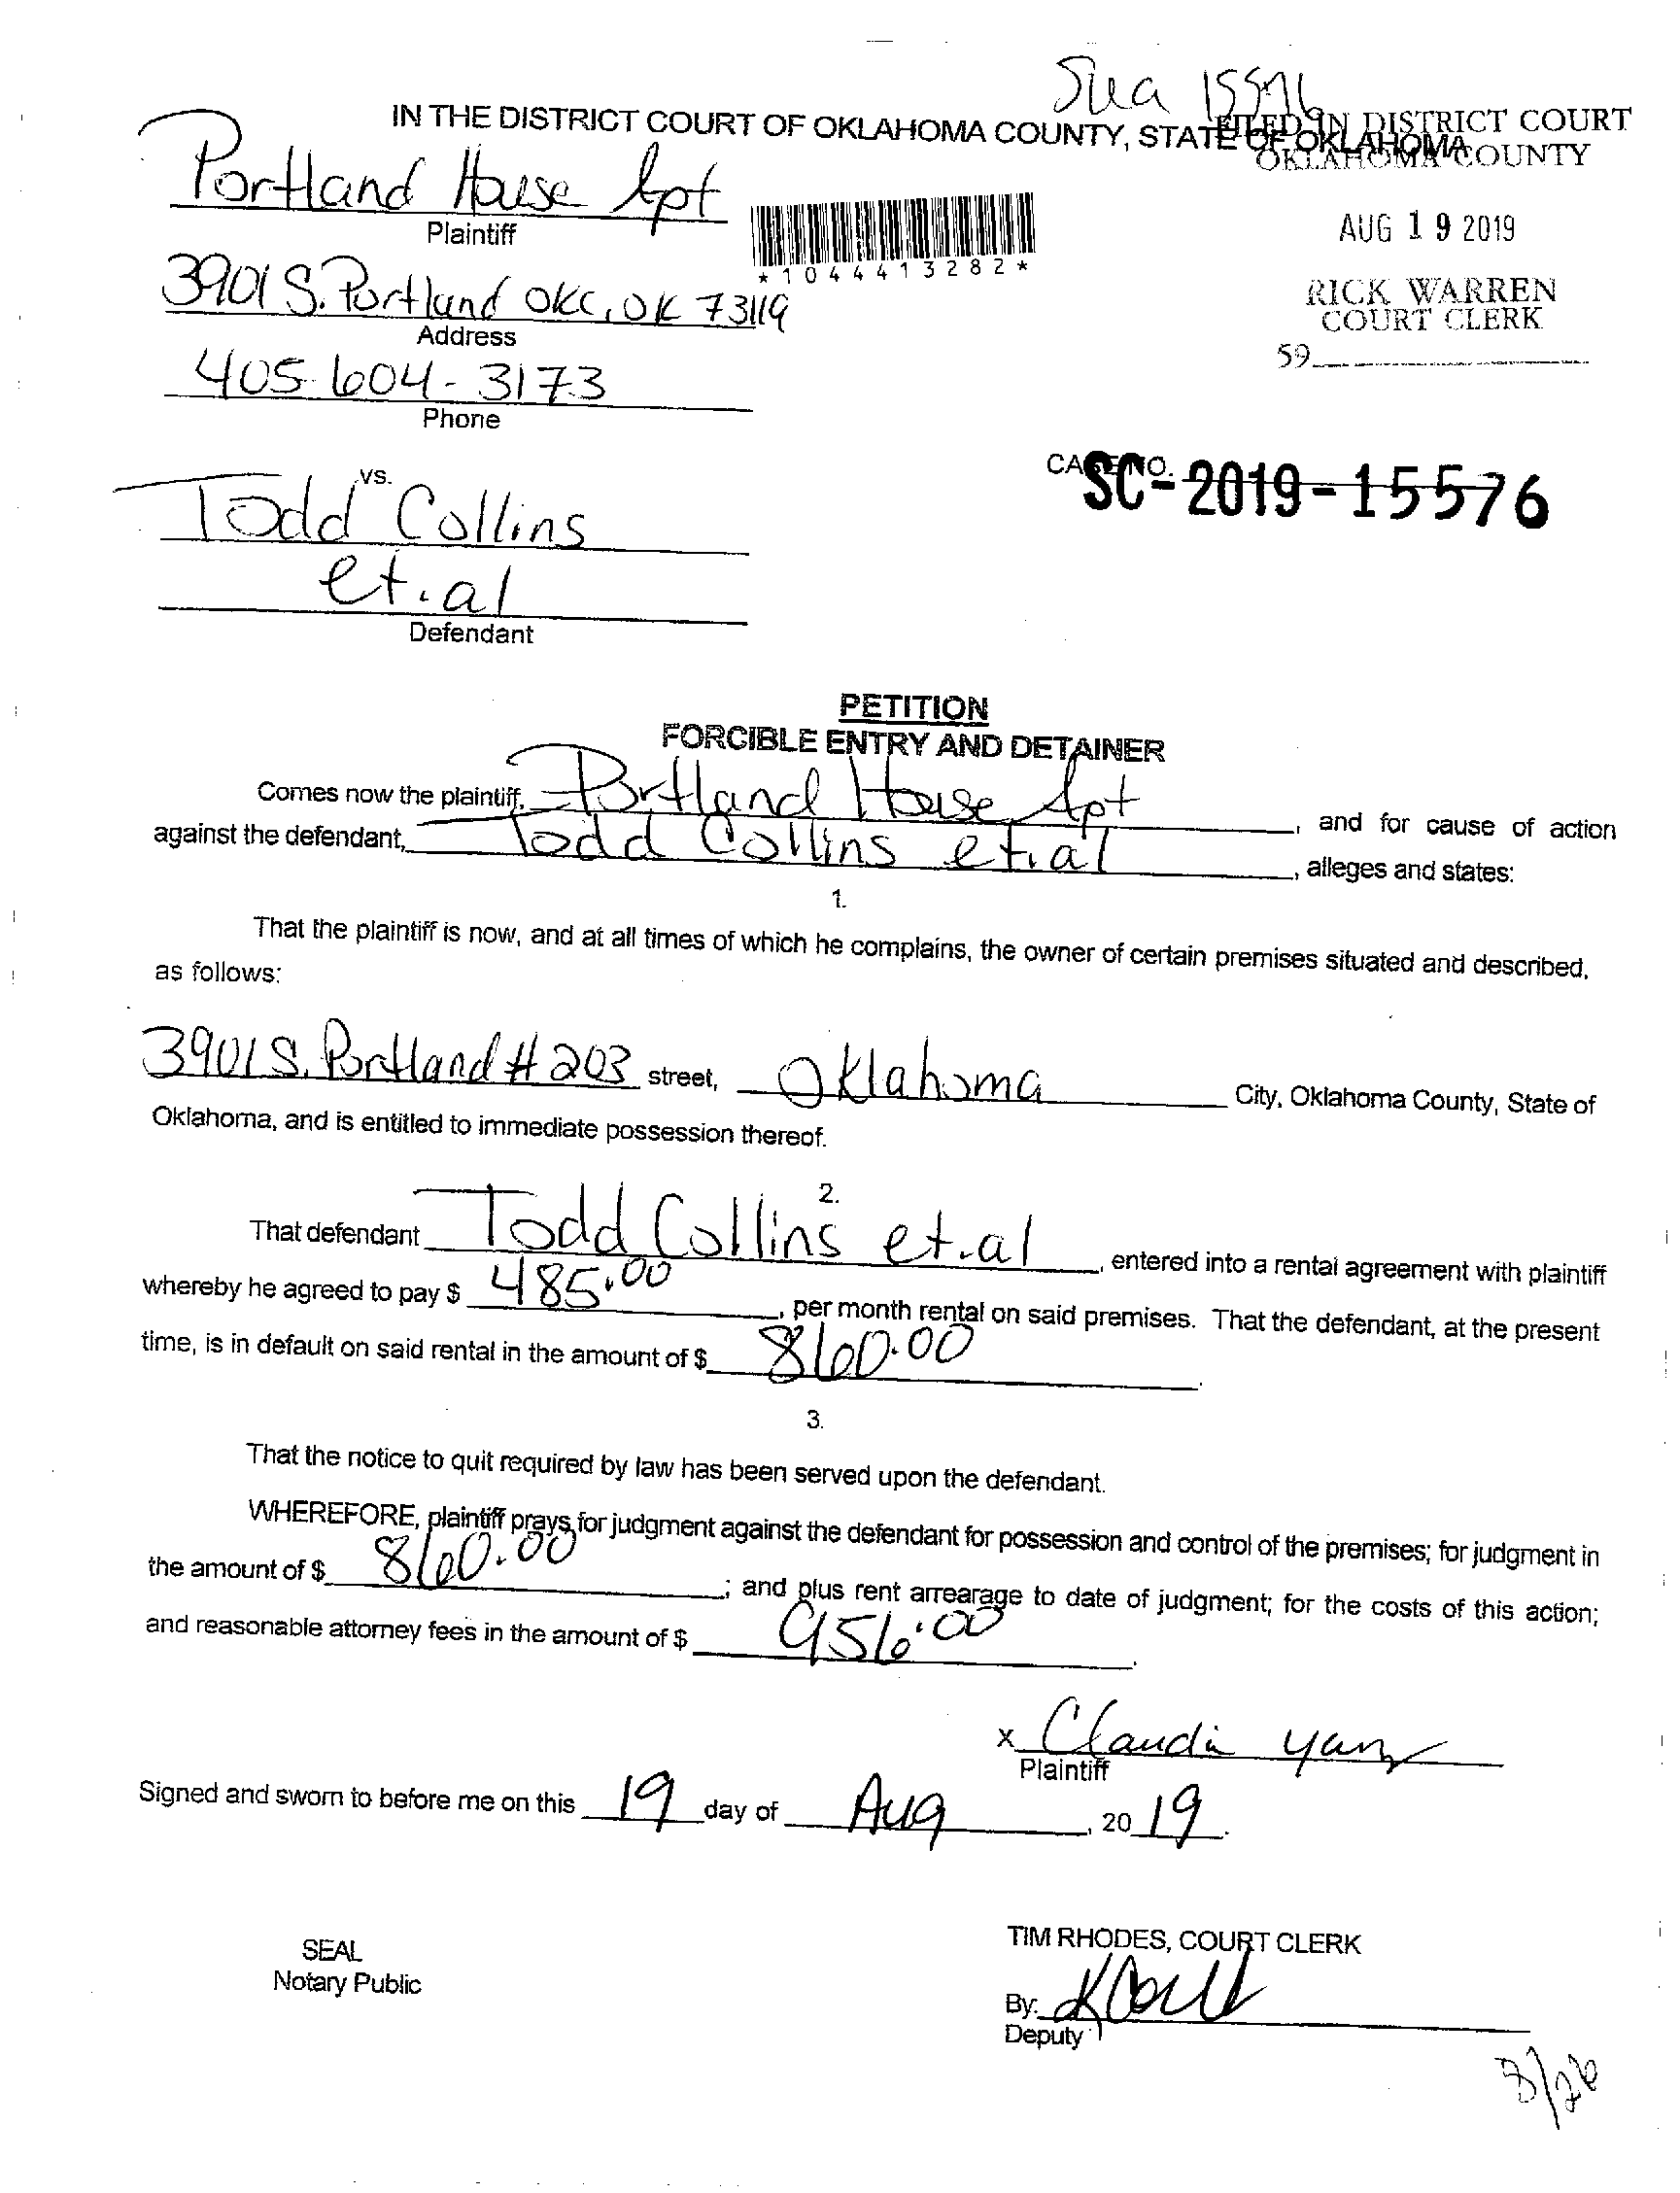 15576
IN THE DISTRICT COURT OF OKLAHOMA COUNTY, STATE OF OKLAHOMA
FILED IN DISTRICT COURT
OKLAHOMA COUNTY
Portland House Apt
Plaintiff
*1044413282*
AUG 19 2019
3901 S. Portland OKC, OK 73119
Address
RICK WARREN
COURT CLERK
59
405-604-3173
Phone
vs.
CASE NO. SC-2019-15576
Todd Collins
et.al
Defendant
PETITION
FORCIBLE ENTRY AND DETAINER
Comes now the plaintiff, Portland House Apt , and for cause of action
against the defendant, Todd Collins et.al , alleges and states:
1.
That the plaintiff is now, and at all times of which he complains, the owner of certain premises situated and described,
as follows:
3901 S. Portland # 203 street, Oklahoma City, Oklahoma County, State of
Oklahoma, and is entitled to immediate possession thereof.
2.
That defendant Todd Collins et.al , entered into a rental agreement with plaintiff
whereby he agreed to pay $ 485.00 , per month rental on said premises. That the defendant, at the present
time, is in default on said rental in the amount of $ 860.00 .
3.
That the notice to quit required by law has been served upon the defendant.
WHEREFORE, plaintiff prays for judgment against the defendant for possession and control of the premises; for judgment in
the amount of $ 860.00 ; and plus rent arrearage to date of judgment; for the costs of this action;
and reasonable attorney fees in the amount of $ 956.00 .
x Claudia
Plaintiff
Signed and sworn to before me on this 19 day of Aug , 20 19 .
SEAL
Notary Public
TIM RHODES, COURT CLERK
By:
Deputy
8/26